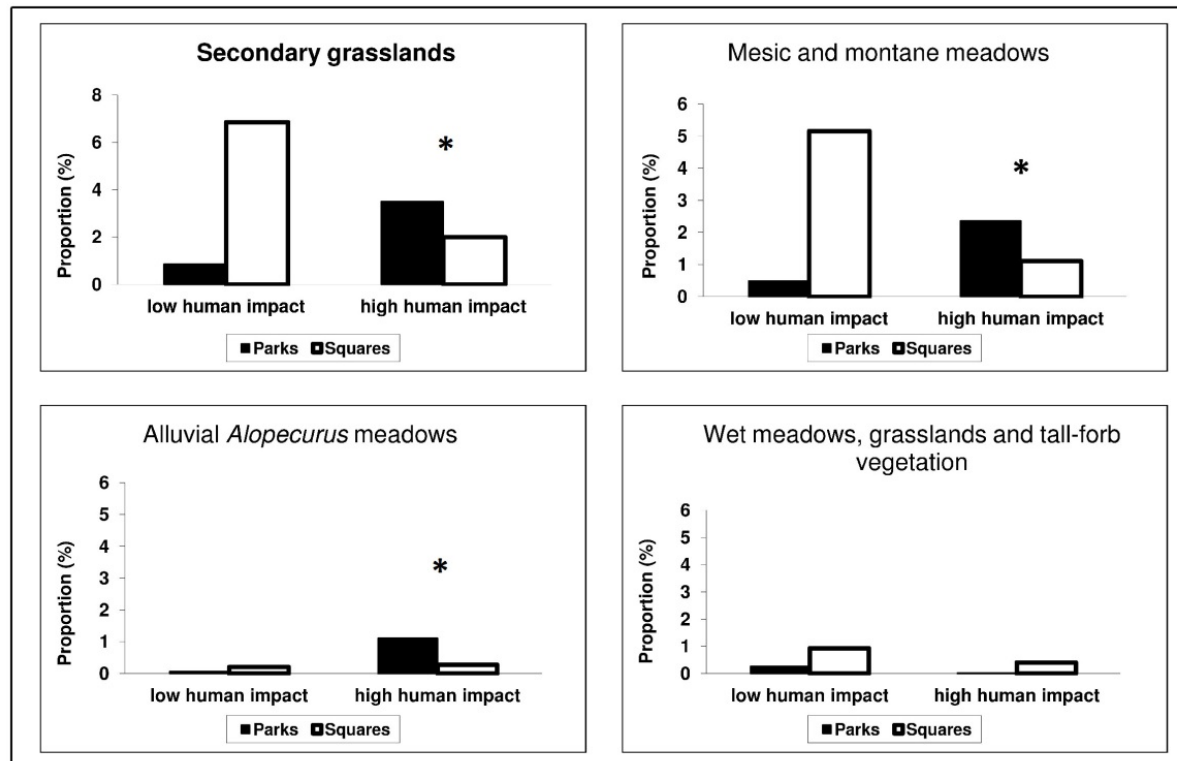 Secondary grasslands
8
6
4
2
0
Proportion (%)
*
low human impact high human impact
Parks Squares
Mesic and montane meadows
6
5
4
3
2
1
0
Proportion (%)
*
low human impact high human impact
Parks Squares
Alluvial Alopecurus meadows
6
5
4
3
2
1
0
Proportion (%)
*
low human impact high human impact
Parks Squares
Wet meadows, grasslands and tall-forb
vegetation
6
5
4
3
2
1
0
Proportion (%)
low human impact high human impact
Parks Squares